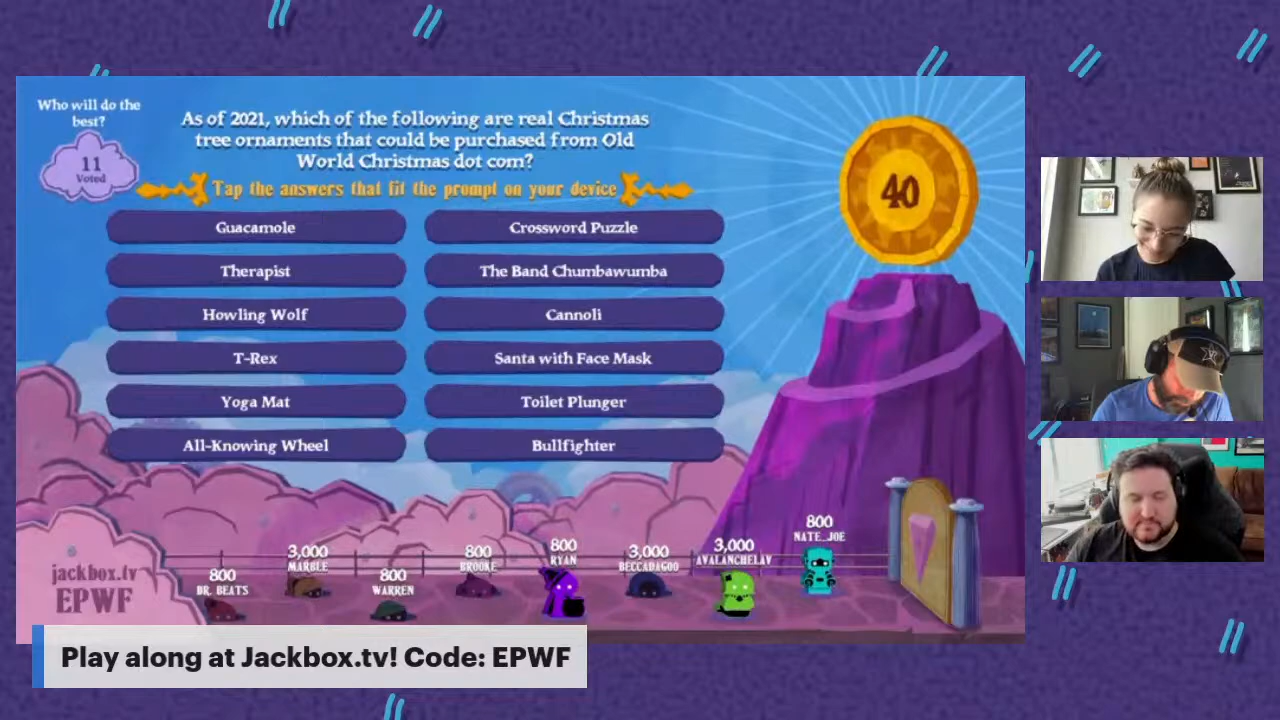 Who will do the
best?
11
Voted
As of 2021, which of the following are real Christmas
tree ornaments that could be purchased from Old
World Christmas dot com?
Tap the answers that fit the prompt on your device
40
Guacamole
Crossword Puzzle
Therapist
The Band Chumbawumba
Howling Wolf
Cannoli
T-Rex
Santa with Face Mask
Yoga Mat
Toilet Plunger
All-Knowing Wheel
Bullfighter
800
DR. BEATS
3,000
MARBLE
800
WARREN
800
BROOKE
800
RYAN
3,000
BECCADAGOO
3,000
AVALANCHELAV
800
NATE_JOE
jackbox.tv
EPWF
Play along at Jackbox.tv! Code: EPWF